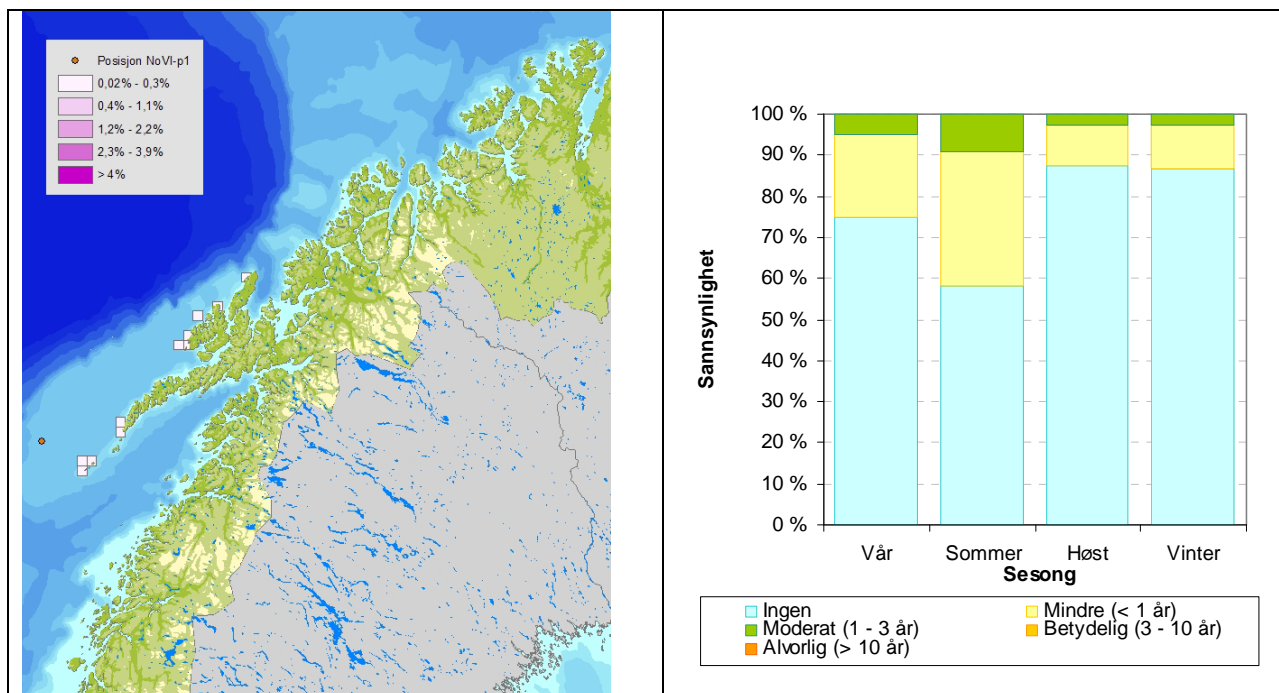 Posisjon NoVI-p1
0,02% - 0,3%
0,4% - 1,1%
1,2% - 2,2%
2,3% - 3,9%
> 4%
100 %
90 %
80 %
70 %
60 %
50 %
40 %
30 %
20 %
10 %
0 %
Sannsynlighet
Vår Sommer Høst Vinter
Sesong
Ingen Mindre (< 1 år)
Moderat (1 - 3 år) Betydelig (3 - 10 år)
Alvorlig (> 10 år)